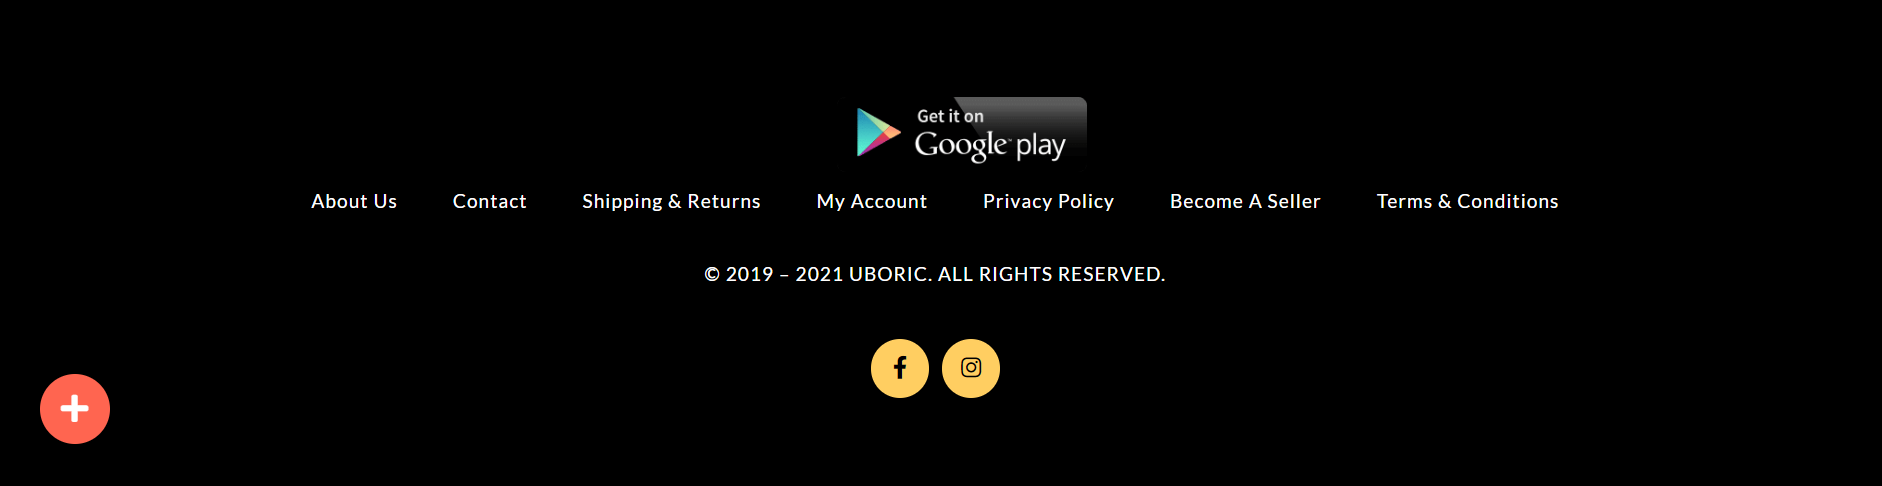 Get it on
Google play
About Us Contact Shipping & Returns My Account Privacy Policy Become A Seller Terms & Conditions
© 2019 – 2021 UBORIC. ALL RIGHTS RESERVED.